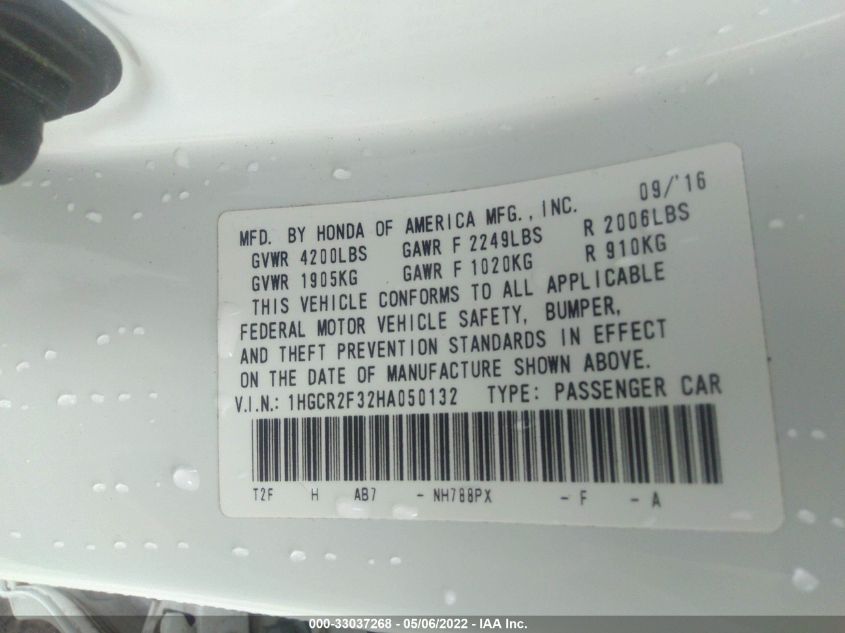 09/'16
MFD. BY HONDA OF AMERICA MFG., INC.
GVWR 4200LBS GAWR F 2249LBS R 2006LBS
GVWR 1905KG GAWR F 1020KG R 910KG
THIS VEHICLE CONFORMS TO ALL APPLICABLE
FEDERAL MOTOR VEHICLE SAFETY, BUMPER,
AND THEFT PREVENTION STANDARDS IN EFFECT
ON THE DATE OF MANUFACTURE SHOWN ABOVE.
V.I.N.: 1HGCR2F32HA050132 TYPE: PASSENGER CAR
T2F H AB7 - NH788PX - F - A
000-33037268 - 05/06/2022 - IAA Inc.